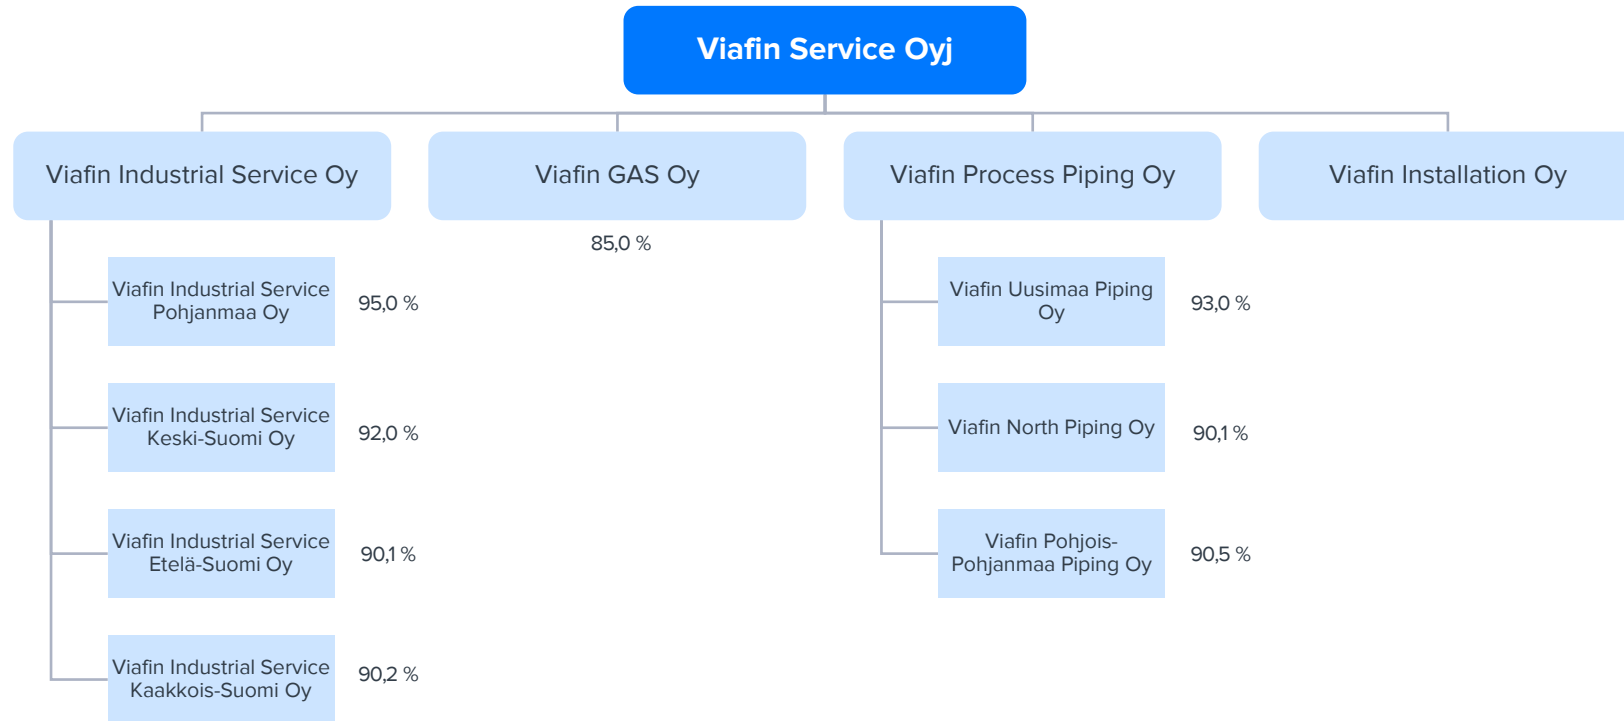 Viafin Service Oyj
Viafin Industrial Service Oy
Viafin GAS Oy
Viafin Process Piping Oy
Viafin Installation Oy
85,0 %
Viafin Industrial Service
Pohjanmaa Oy
95,0 %
Viafin Uusimaa Piping
Oy
93,0 %
Viafin Industrial Service
Keski-Suomi Oy
92,0 %
Viafin North Piping Oy
90,1 %
Viafin Industrial Service
Etelä-Suomi Oy
90,1 %
Viafin Pohjois-
Pohjanmaa Piping Oy
90,5 %
Viafin Industrial Service
Kaakkois-Suomi Oy
90,2 %